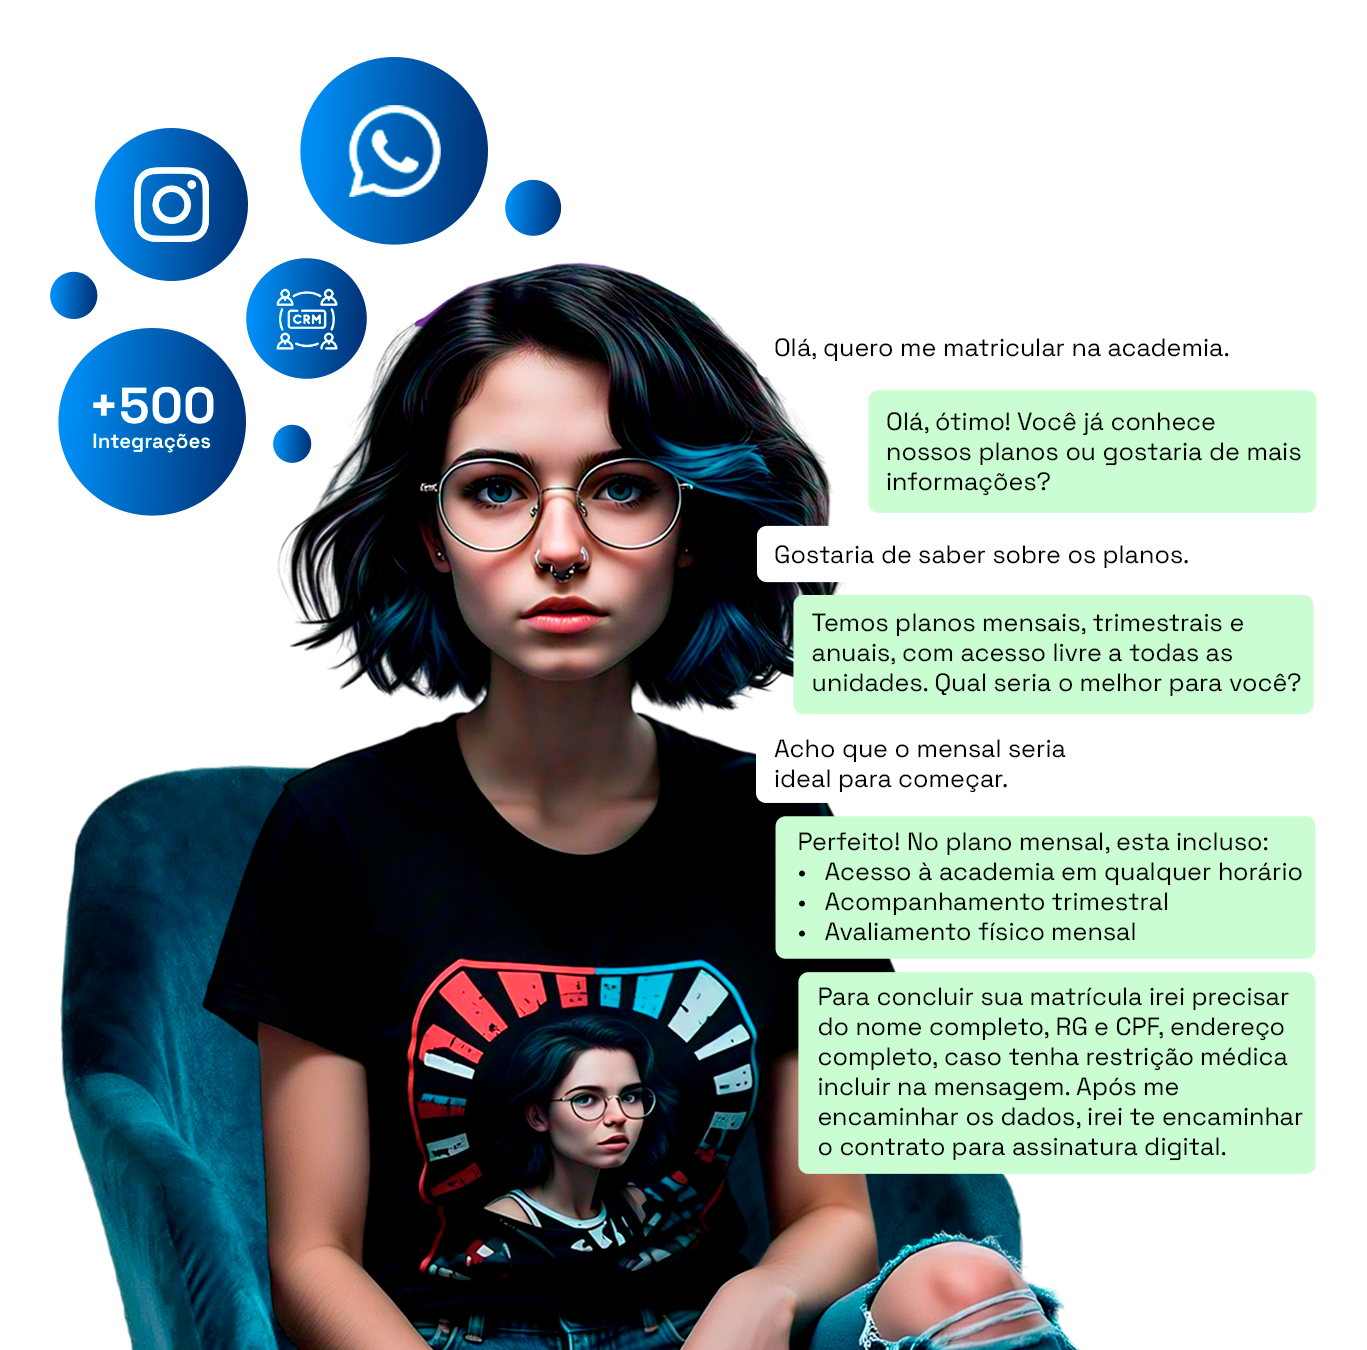 CRM
+500
Integrações
Olá, quero me matricular na academia.
Olá, ótimo! Você já conhece
nossos planos ou gostaria de mais
informações?
Gostaria de saber sobre os planos.
Temos planos mensais, trimestrais e
anuais, com acesso livre a todas as
unidades. Qual seria o melhor para você?
Acho que o mensal seria
ideal para começar.
Perfeito! No plano mensal, esta incluso:
• Acesso à academia em qualquer horário
• Acompanhamento trimestral
• Avaliamento físico mensal
Para concluir sua matrícula irei precisar
do nome completo, RG e CPF, endereço
completo, caso tenha restrição médica
incluir na mensagem. Após me
encaminhar os dados, irei te encaminhar
o contrato para assinatura digital.